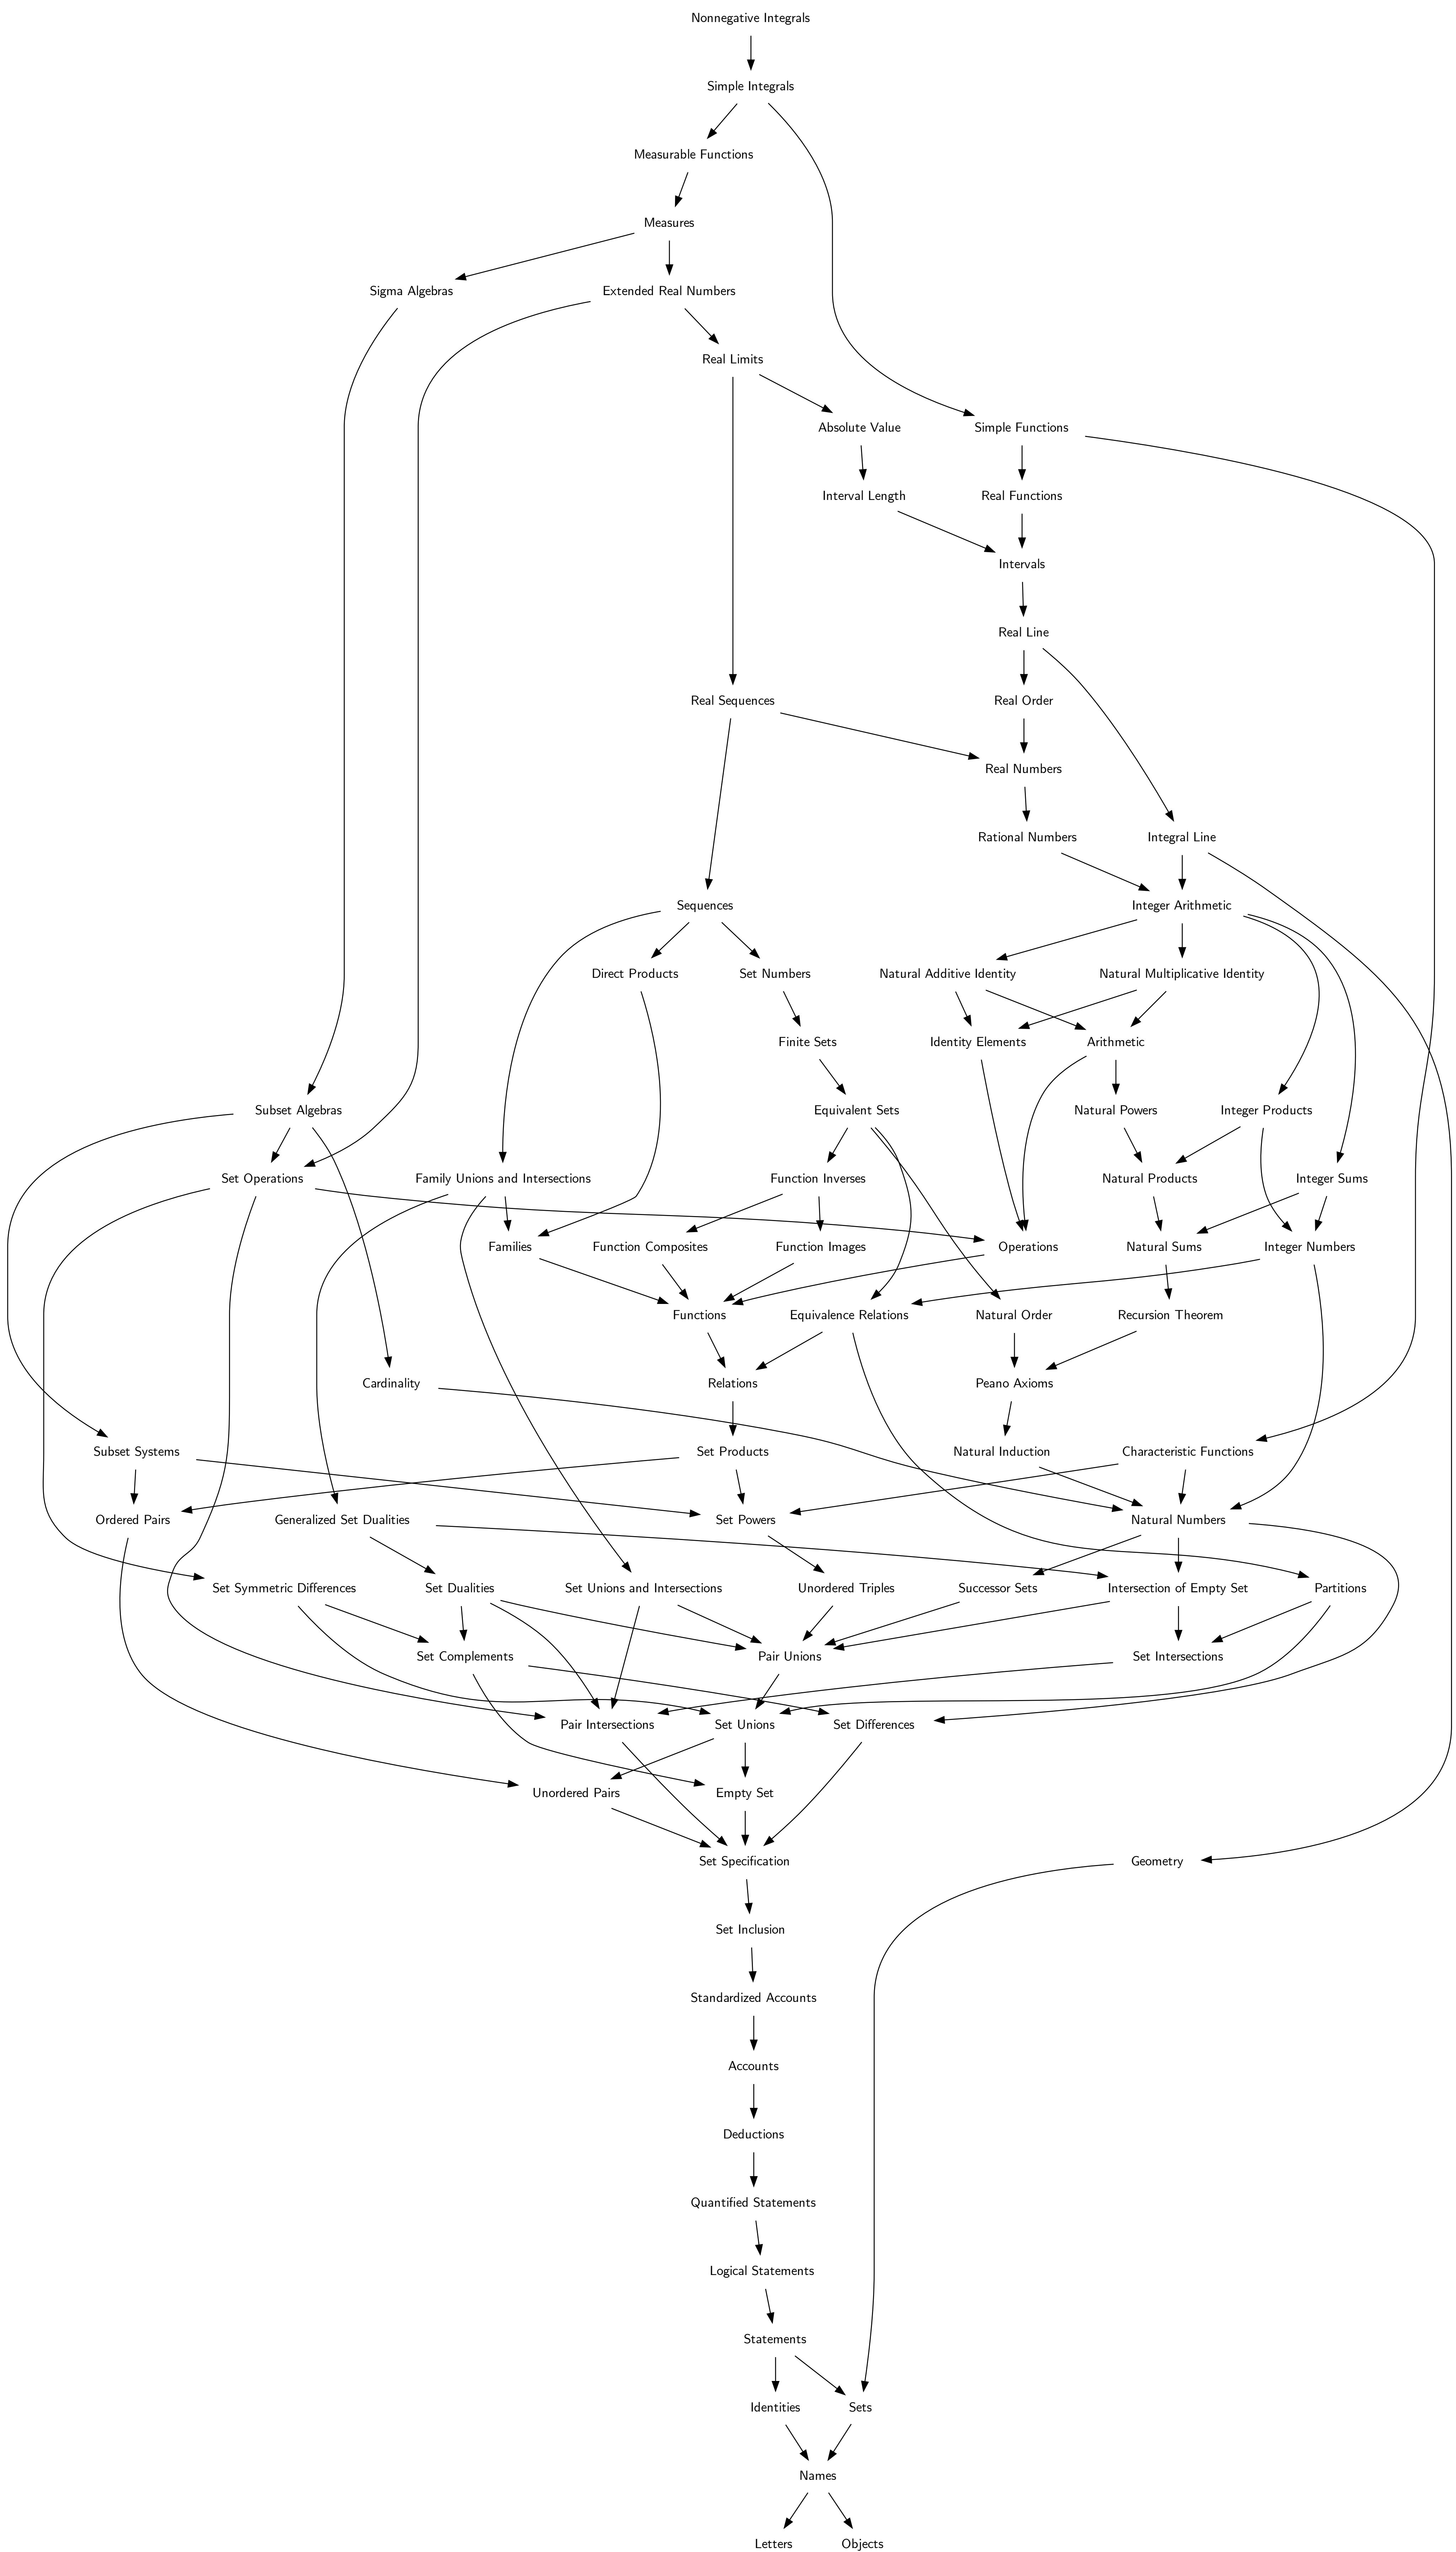 Nonnegative Integrals
Simple Integrals
Measurable Functions
Measures
Sigma Algebras
Extended Real Numbers
Real Limits
Absolute Value
Simple Functions
Interval Length
Real Functions
Intervals
Real Line
Real Sequences
Real Order
Real Numbers
Rational Numbers
Integral Line
Sequences
Integer Arithmetic
Direct Products
Set Numbers
Natural Additive Identity
Natural Multiplicative Identity
Finite Sets
Identity Elements
Arithmetic
Subset Algebras
Equivalent Sets
Natural Powers
Integer Products
Set Operations
Family Unions and Intersections
Function Inverses
Natural Products
Integer Sums
Families
Function Composites
Function Images
Operations
Natural Sums
Integer Numbers
Functions
Equivalence Relations
Natural Order
Recursion Theorem
Cardinality
Relations
Peano Axioms
Subset Systems
Set Products
Natural Induction
Characteristic Functions
Ordered Pairs
Generalized Set Dualities
Set Powers
Natural Numbers
Set Symmetric Differences
Set Dualities
Set Unions and Intersections
Unordered Triples
Successor Sets
Intersection of Empty Set
Partitions
Set Complements
Pair Unions
Set Intersections
Pair Intersections
Set Unions
Set Differences
Unordered Pairs
Empty Set
Set Specification
Geometry
Set Inclusion
Standardized Accounts
Accounts
Deductions
Quantified Statements
Logical Statements
Statements
Identities
Sets
Names
Letters
Objects